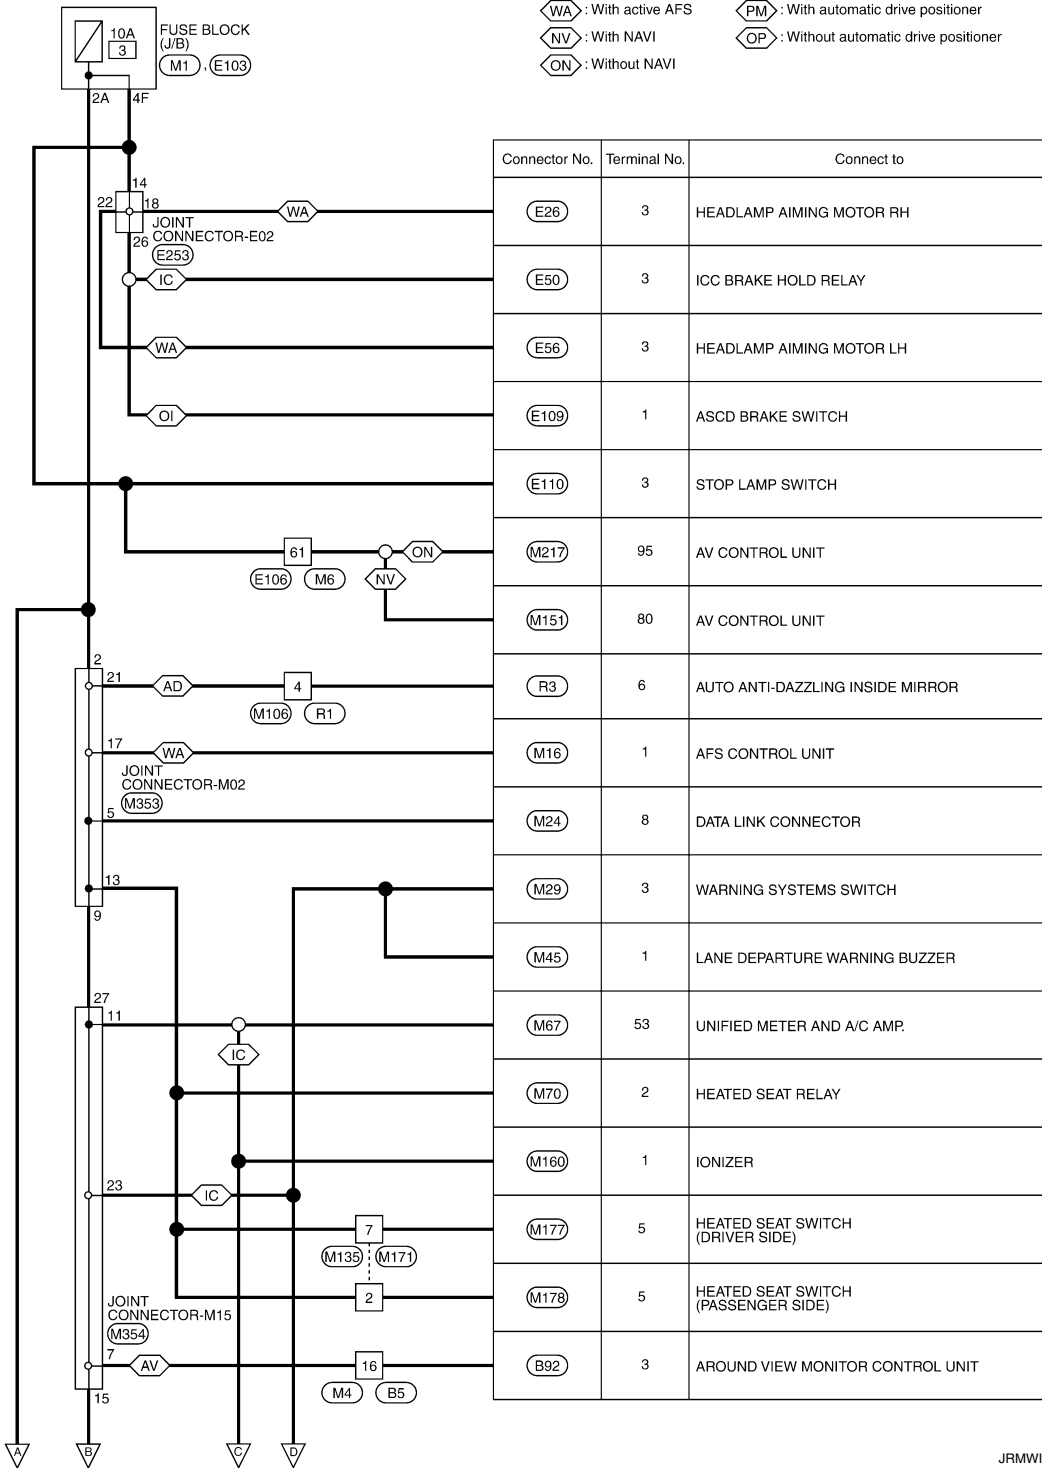 WA : With active AFS
PM : With automatic drive positioner
NV : With NAVI
OP : Without automatic drive positioner
ON : Without NAVI
10A
3
FUSE BLOCK
(J/B)
M1 , E103
2A 4F
Connector No. Terminal No. Connect to
14
22 18 WA E26 3 HEADLAMP AIMING MOTOR RH
JOINT
CONNECTOR-E02
26
E253
IC E50 3 ICC BRAKE HOLD RELAY
WA E56 3 HEADLAMP AIMING MOTOR LH
OI E109 1 ASCD BRAKE SWITCH
E110 3 STOP LAMP SWITCH
61 ON M217 95 AV CONTROL UNIT
E106 M6 NV
M151 80 AV CONTROL UNIT
2
21 AD 4 R3 6 AUTO ANTI-DAZZLING INSIDE MIRROR
M106 R1
17 WA M16 1 AFS CONTROL UNIT
JOINT
CONNECTOR-M02
M353
5 M24 8 DATA LINK CONNECTOR
13 M29 3 WARNING SYSTEMS SWITCH
9
M45 1 LANE DEPARTURE WARNING BUZZER
27
11 M67 53 UNIFIED METER AND A/C AMP.
IC
M70 2 HEATED SEAT RELAY
M160 1 IONIZER
23 IC
7 M177 5 HEATED SEAT SWITCH
(DRIVER SIDE)
M135 M171
2 M178 5 HEATED SEAT SWITCH
(PASSENGER SIDE)
JOINT
CONNECTOR-M15
M354
7 AV 16 B92 3 AROUND VIEW MONITOR CONTROL UNIT
M4 B5
15
A B C D
JRMWI